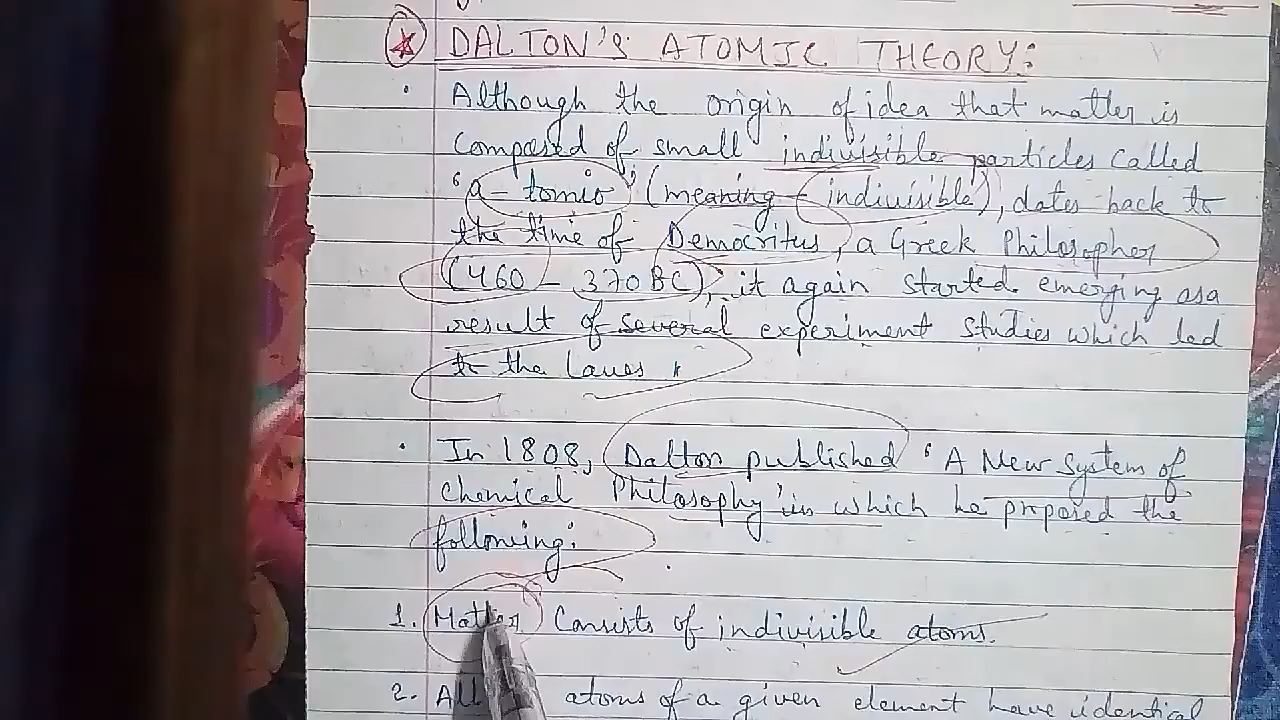 DALTON'S ATOMIC THEORY:
• Although the origin of idea that matter is
composed of small indivisible particles called
'a-tomio' (meaning - indivisible), dates back to
the time of Democritus, a Greek Philosopher
(460 – 370 BC), it again started emerging as a
result of several experiment studies which led
to the Laws.
• In 1808, Dalton published 'A New System of
chemical Philosophy' in which he proposed the
following:
1. Matter Consists of indivisible atoms.
2. All atoms of a given element have identical